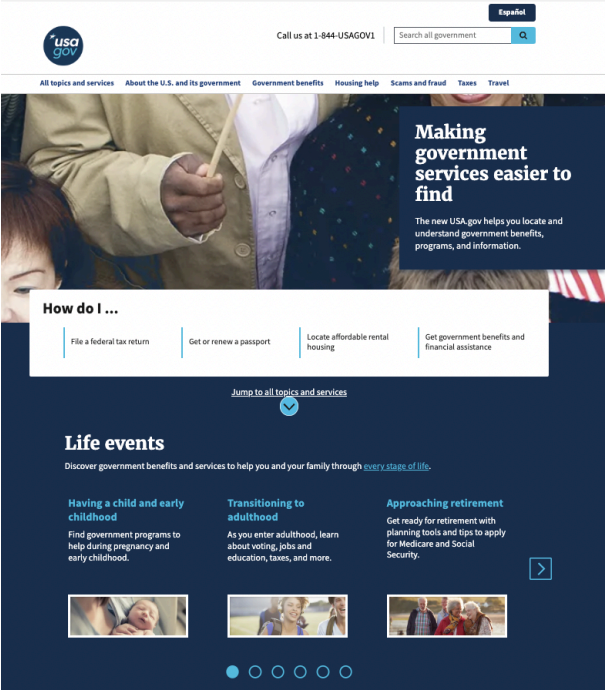 Español
usa
gov
Call us at 1-844-USAGOV1
Search all government
All topics and services
About the U.S. and its government
Government benefits
Housing help
Scams and fraud
Taxes
Travel
Making
government
services easier to
find
The new USA.gov helps you locate and
understand government benefits,
programs, and information.
How do I ...
File a federal tax return
Get or renew a passport
Locate affordable rental
housing
Get government benefits and
financial assistance
Jump to all topics and services
Life events
Discover government benefits and services to help you and your family through every stage of life.
Having a child and early
childhood
Find government programs to
help during pregnancy and
early childhood.
Transitioning to
adulthood
As you enter adulthood, learn
about voting, jobs and
education, taxes, and more.
Approaching retirement
Get ready for retirement with
planning tools and tips to apply
for Medicare and Social
Security.